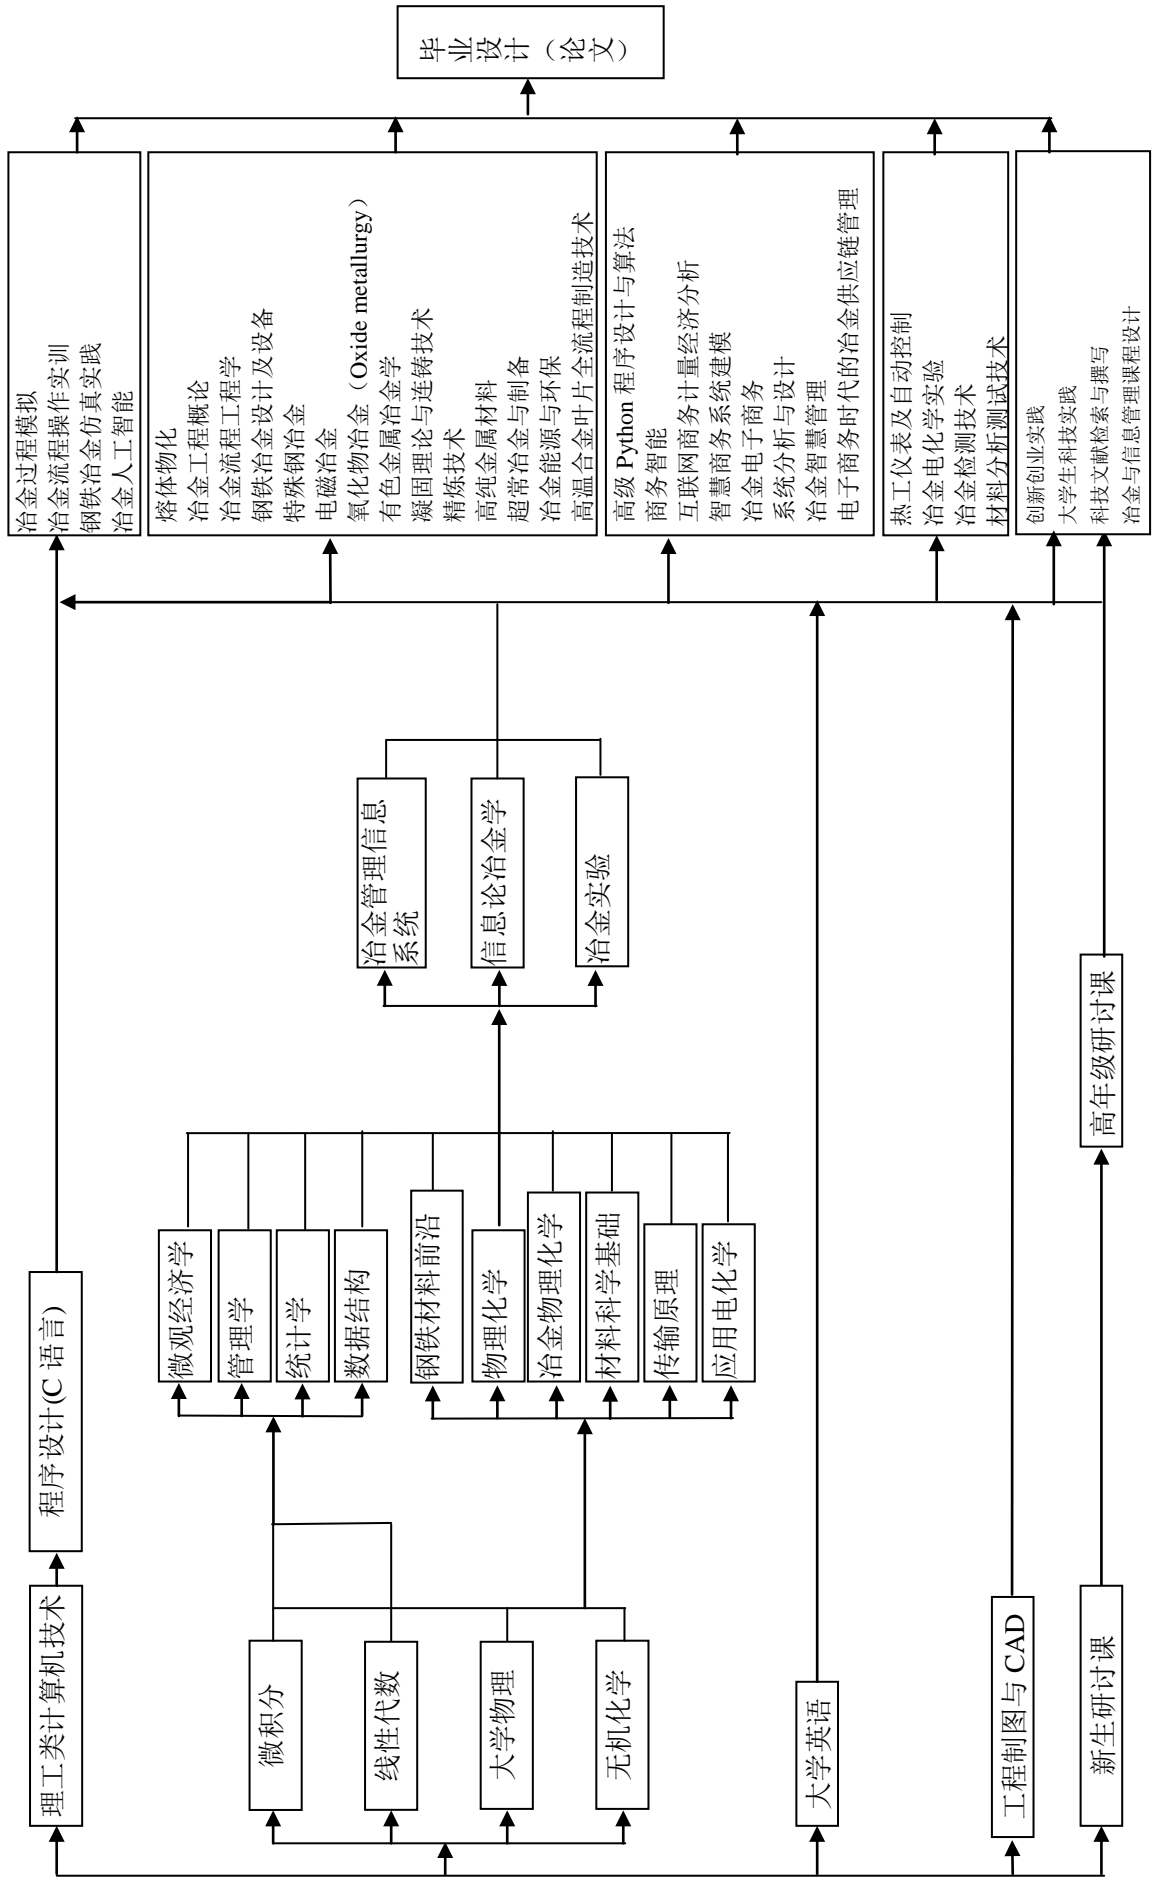 理工类计算机技术
程序设计(C 语言)
微积分
线性代数
大学物理
无机化学
大学英语
工程制图与 CAD
新生研讨课
微观经济学
管理学
统计学
数据结构
钢铁材料前沿
物理化学
冶金物理化学
材料科学基础
传输原理
应用电化学
高年级研讨课
冶金管理信息
系统
信息论冶金学
冶金实验
冶金过程模拟
冶金流程操作实训
钢铁冶金仿真实践
冶金人工智能
熔体物化
冶金工程概论
冶金流程工程学
钢铁冶金设计及设备
特殊钢冶金
电磁冶金
氧化物冶金（Oxide metallurgy）
有色金属冶金学
凝固理论与连铸技术
精炼技术
高纯金属材料
超常冶金与制备
冶金能源与环保
高温合金叶片全流程制造技术
高级 Python 程序设计与算法
商务智能
互联网商务计量经济分析
智慧商务系统建模
冶金电子商务
系统分析与设计
冶金智慧管理
电子商务时代的冶金供应链管理
热工仪表及自动控制
冶金电化学实验
冶金检测技术
材料分析测试技术
创新创业实践
大学生科技实践
科技文献检索与撰写
冶金与信息管理课程设计
毕业设计（论文）